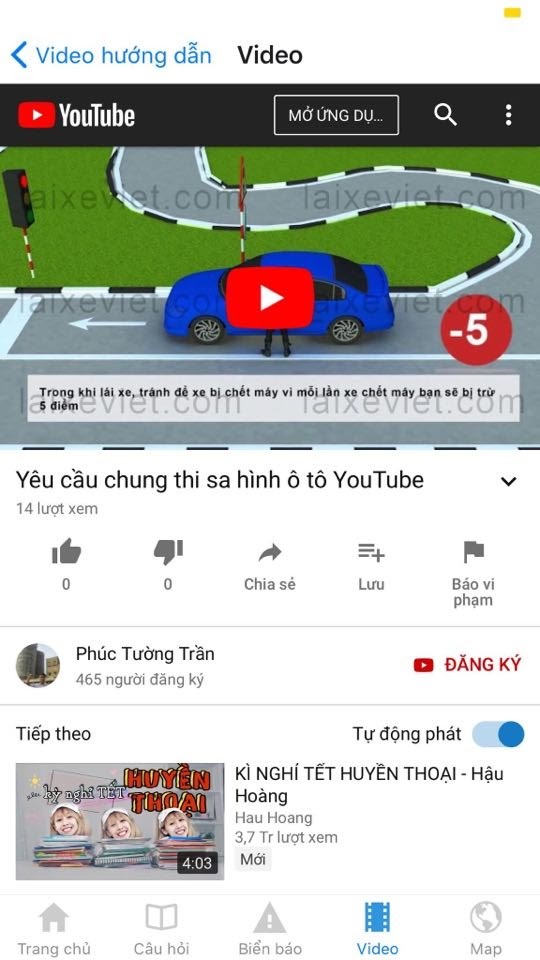 Video hướng dẫn Video
YouTube MỞ ỨNG DỤ...
laixeviet.com laixeviet.com
laixeviet.com laixeviet.com
-5
Trong khi lái xe, tránh để xe bị chết máy vì mỗi lần xe chết máy bạn sẽ bị trừ
5 điểm
laixeviet.com laixeviet.com
Yêu cầu chung thi sa hình ô tô YouTube
14 lượt xem
0 0 Chia sẻ Lưu Báo vi
phạm
Phúc Tường Trần
465 người đăng ký
ĐĂNG KÝ
Tiếp theo Tự động phát
kỳ nghỉ TẾT HUYỀN
THOẠI
4:03
KÌ NGHỈ TẾT HUYỀN THOẠI - Hậu
Hoàng
Hau Hoang
3,7 Tr lượt xem
Mới
Trang chủ Câu hỏi Biển báo Video Map